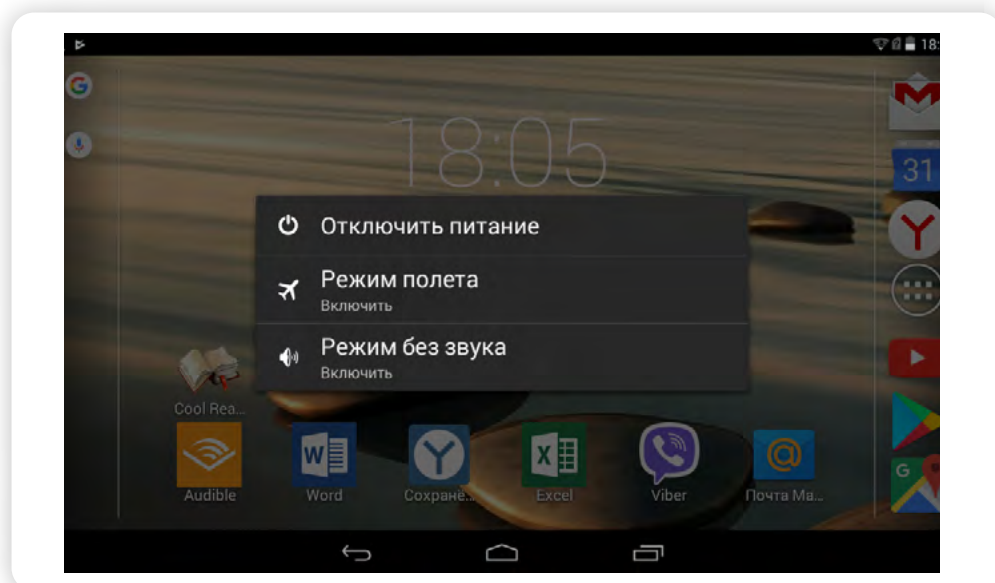 18:
31
18:05
Отключить питание
Режим полета
Включить
Режим без звука
Включить
Cool Rea...
Audible
W
Word
Сохране...
X
Excel
Viber
Почта Ма...
G